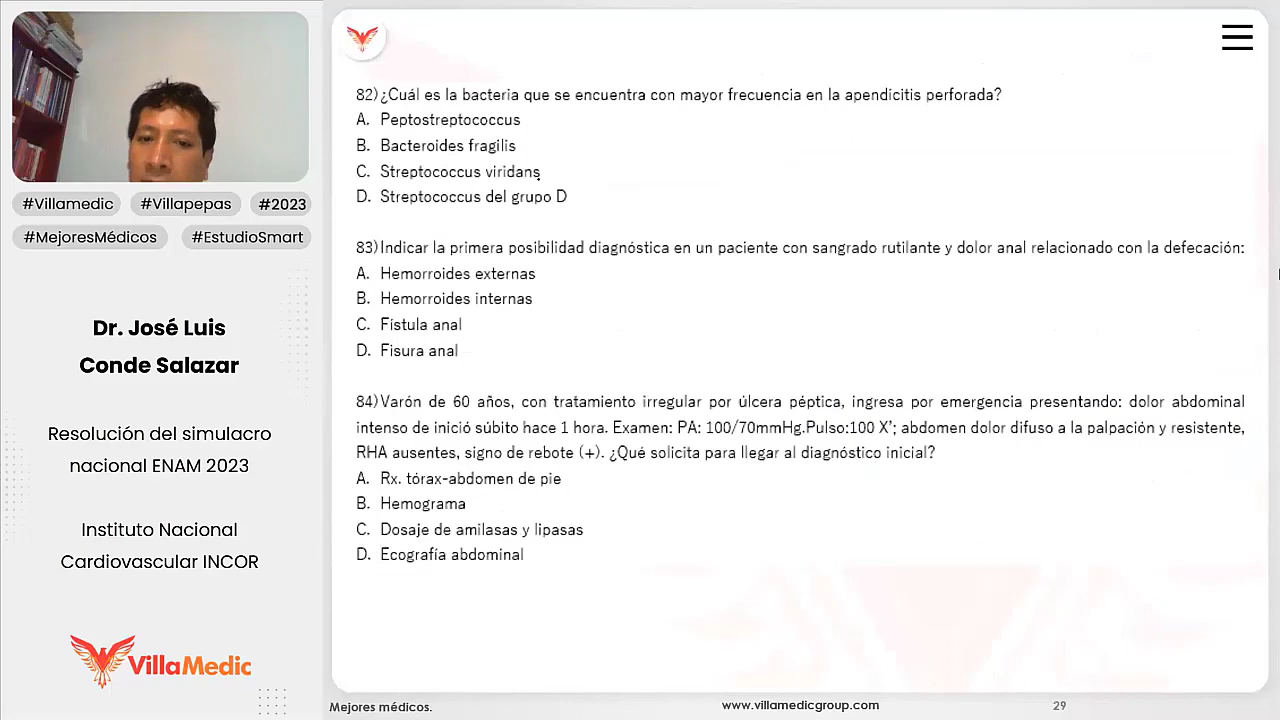 #Villamedic #Villapepas #2023
#MejoresMédicos #EstudioSmart
Dr. José Luis
Conde Salazar
Resolución del simulacro
nacional ENAM 2023
Instituto Nacional
Cardiovascular INCOR
VillaMedic
82) ¿Cuál es la bacteria que se encuentra con mayor frecuencia en la apendicitis perforada?
A. Peptostreptococcus
B. Bacteroides fragilis
C. Streptococcus viridans
D. Streptococcus del grupo D
83) Indicar la primera posibilidad diagnóstica en un paciente con sangrado rutilante y dolor anal relacionado con la defecación:
A. Hemorroides externas
B. Hemorroides internas
C. Fístula anal
D. Fisura anal
84) Varón de 60 años, con tratamiento irregular por úlcera péptica, ingresa por emergencia presentando: dolor abdominal
intenso de inició súbito hace 1 hora. Examen: PA: 100/70mmHg.Pulso:100 X’; abdomen dolor difuso a la palpación y resistente,
RHA ausentes, signo de rebote (+). ¿Qué solicita para llegar al diagnóstico inicial?
A. Rx. tórax-abdomen de pie
B. Hemograma
C. Dosaje de amilasas y lipasas
D. Ecografía abdominal
Mejores médicos. www.villamedicgroup.com 29